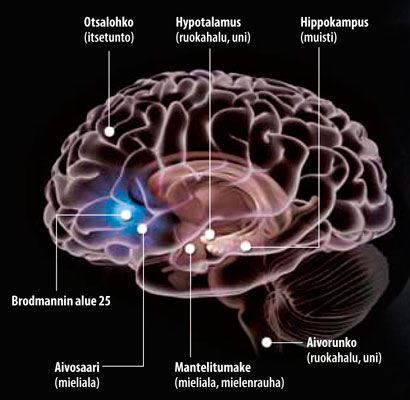 Otsalohko
(itsetunto)
Hypotalamus
(ruokahalu, uni)
Hippokampus
(muisti)
Brodmannin alue 25
Aivosaari
(mieliala)
Mantelitumake
(mieliala, mielenrauha)
Aivorunko
(ruokahalu, uni)